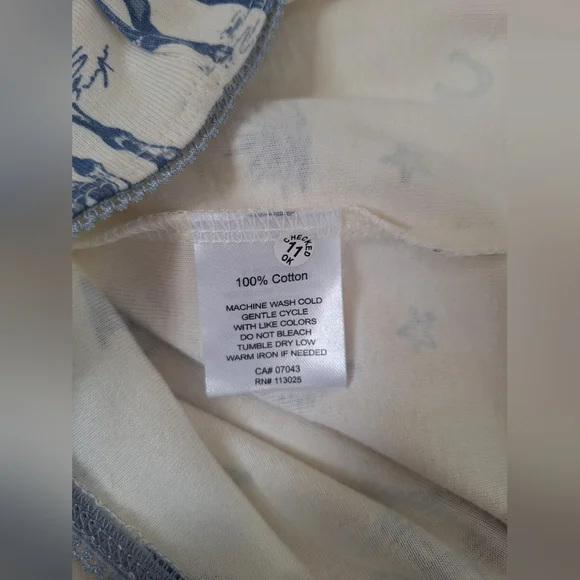 CHECKED
11
OK
100% Cotton
MACHINE WASH COLD
GENTLE CYCLE
WITH LIKE COLORS
DO NOT BLEACH
TUMBLE DRY LOW
WARM IRON IF NEEDED
CA# 07043
RN# 113025